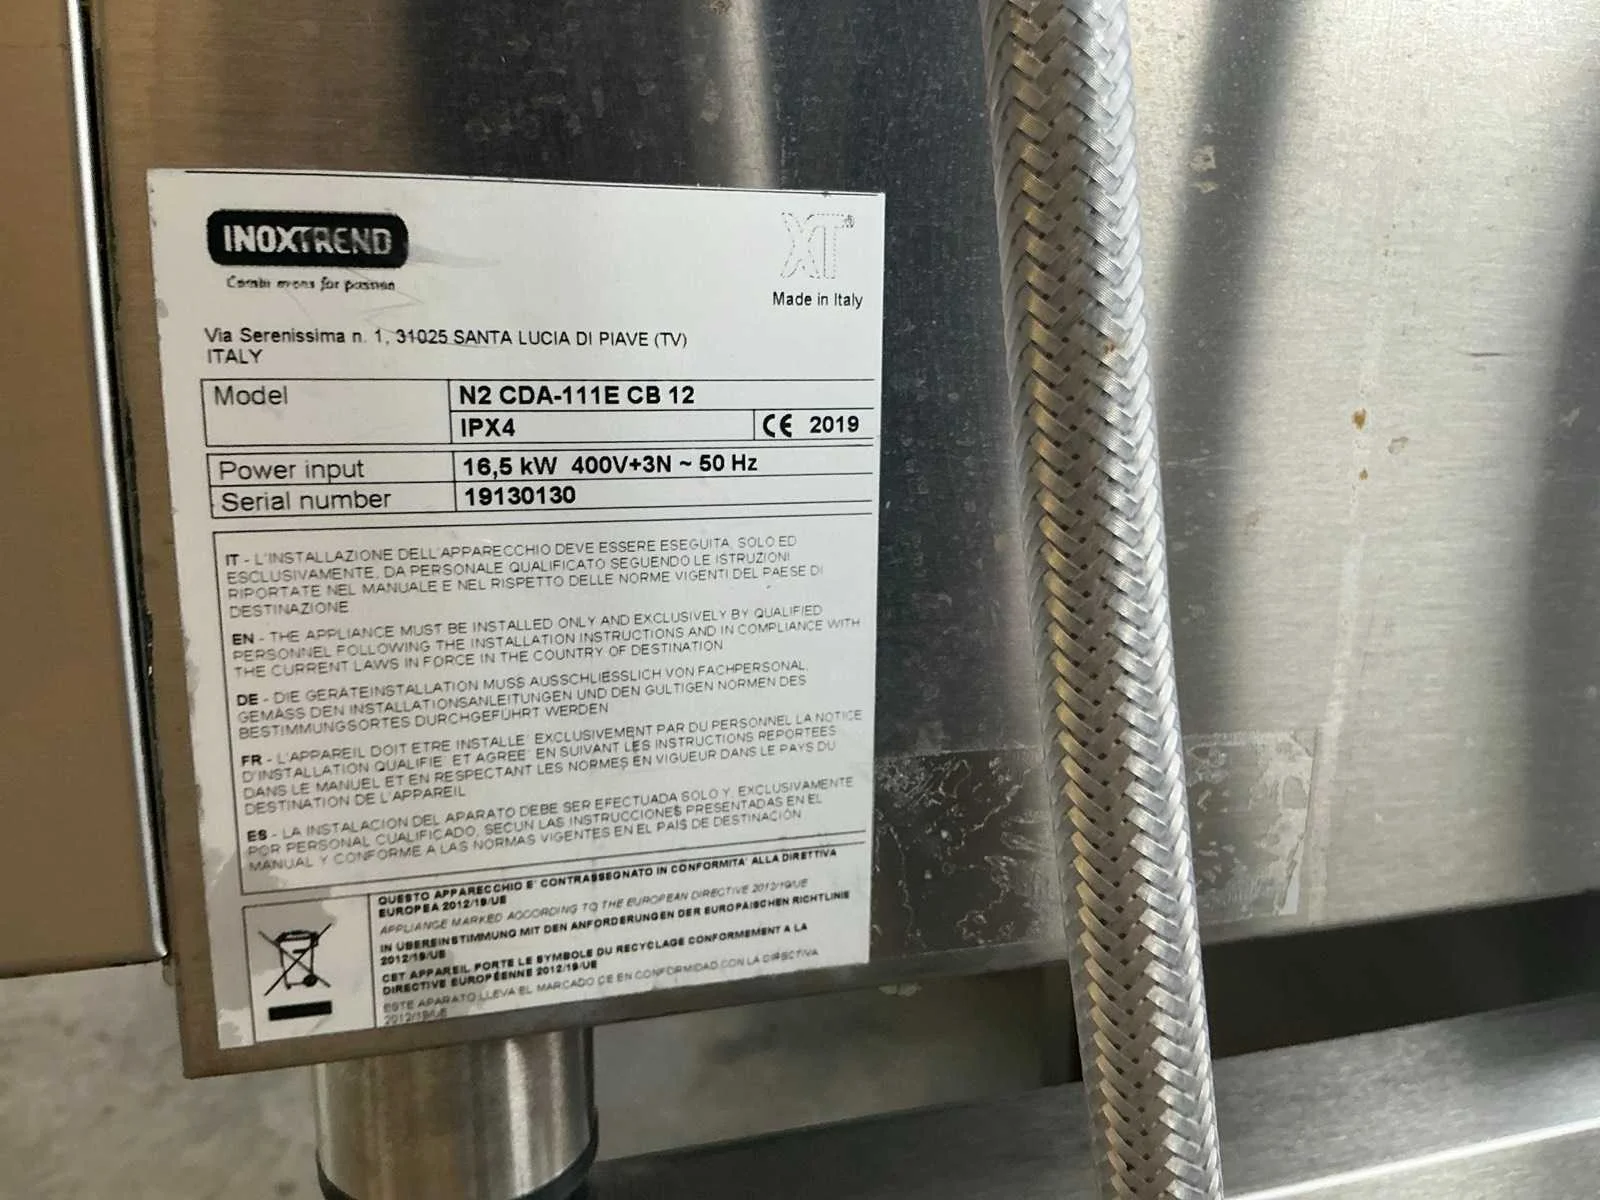 INOXTREND
Combi ovens for passion
XT®
Made in Italy
Via Serenissima n. 1, 31025 SANTA LUCIA DI PIAVE (TV)
ITALY
Model N2 CDA-111E CB 12
IPX4 CE 2019
Power input 16,5 kW 400V+3N ~ 50 Hz
Serial number 19130130
IT - L'INSTALLAZIONE DELL'APPARECCHIO DEVE ESSERE ESEGUITA, SOLO ED
ESCLUSIVAMENTE, DA PERSONALE QUALIFICATO SEGUENDO LE ISTRUZIONI
RIPORTATE NEL MANUALE E NEL RISPETTO DELLE NORME VIGENTI DEL PAESE DI
DESTINAZIONE
EN - THE APPLIANCE MUST BE INSTALLED ONLY AND EXCLUSIVELY BY QUALIFIED
PERSONNEL FOLLOWING THE INSTALLATION INSTRUCTIONS AND IN COMPLIANCE WITH
THE CURRENT LAWS IN FORCE IN THE COUNTRY OF DESTINATION
DE - DIE GERÄTEINSTALLATION MUSS AUSSCHLIESSLICH VON FACHPERSONAL,
GEMÄSS DEN INSTALLATIONSANLEITUNGEN UND DEN GÜLTIGEN NORMEN DES
BESTIMMUNGSORTES DURCHGEFÜHRT WERDEN
FR - L'APPAREIL DOIT ETRE INSTALLE' EXCLUSIVEMENT PAR DU PERSONNEL LA NOTICE
D'INSTALLATION QUALIFIE' ET AGREE' EN SUIVANT LES INSTRUCTIONS REPORTEES
DANS LE MANUEL ET EN RESPECTANT LES NORMES EN VIGUEUR DANS LE PAYS DU
DESTINATION DE L'APPAREIL
ES - LA INSTALACION DEL APARATO DEBE SER EFECTUADA SOLO Y, EXCLUSIVAMENTE
POR PERSONAL CUALIFICADO, SECUN LAS INSTRUCCIONES PRESENTADAS EN EL
MANUAL Y CONFORME A LAS NORMAS VIGENTES EN EL PAÍS DE DESTINACIÓN
QUESTO APPARECCHIO E' CONTRASSEGNATO IN CONFORMITA' ALLA DIRETTIVA
EUROPEA 2012/19/UE
APPLIANCE MARKED ACCORDING TO THE EUROPEAN DIRECTIVE 2012/19/UE
IN ÜBEREINSTIMMUNG MIT DEN ANFORDERUNGEN DER EUROPÄISCHEN RICHTLINIE
2012/19/UE
CET APPAREIL PORTE LE SYMBOLE DU RECYCLAGE CONFORMEMENT A LA
DIRECTIVE EUROPÉENNE 2012/19/UE
ESTE APARATO LLEVA EL MARCADO CE EN CONFORMIDAD CON LA DIRECTIVA
2012/19/UE